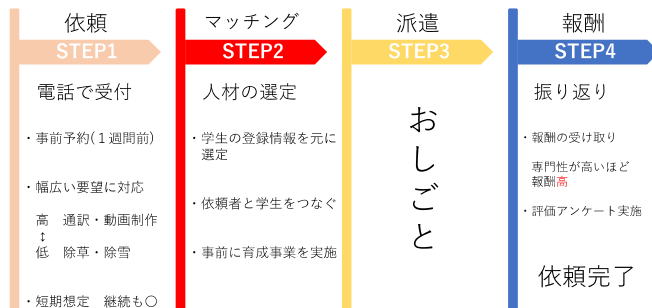 依頼
STEP1
電話で受付
・事前予約(１週間前)
・幅広い要望に対応
高　通訳・動画制作
↕
低　除草・除雪
・短期想定　継続も〇
マッチング
STEP2
人材の選定
・学生の登録情報を元に
選定
・依頼者と学生をつなぐ
・事前に育成事業を実施
派遣
STEP3
おしごと
報酬
STEP4
振り返り
・報酬の受け取り
専門性が高いほど
報酬高
・評価アンケート実施
依頼完了